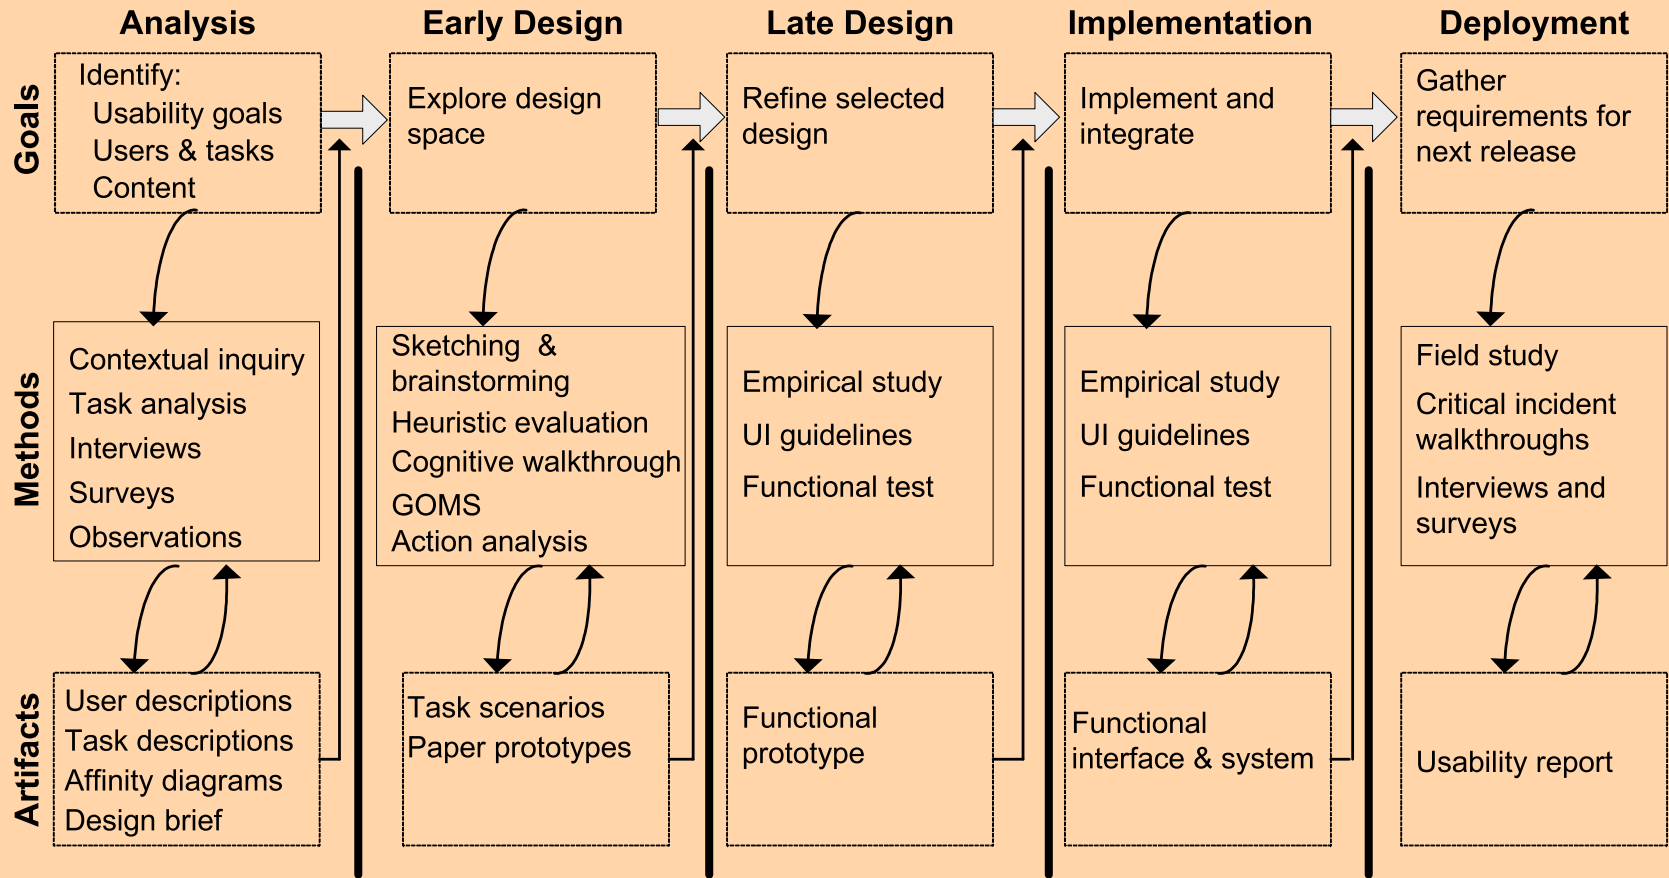 Analysis
Early Design
Late Design
Implementation
Deployment
Goals
Identify:
Usability goals
Users & tasks
Content
Explore design
space
Refine selected
design
Implement and
integrate
Gather
requirements for
next release
Methods
Contextual inquiry
Task analysis
Interviews
Surveys
Observations
Sketching &
brainstorming
Heuristic evaluation
Cognitive walkthrough
GOMS
Action analysis
Empirical study
UI guidelines
Functional test
Empirical study
UI guidelines
Functional test
Field study
Critical incident
walkthroughs
Interviews and
surveys
Artifacts
User descriptions
Task descriptions
Affinity diagrams
Design brief
Task scenarios
Paper prototypes
Functional
prototype
Functional
interface & system
Usability report